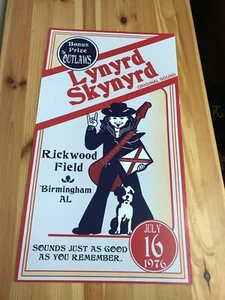 Bonus
Prize
The
OUTLAWS
Lynyrd
Skynyrd
ORIGINAL SOUND
Rickwood
Field
Birmingham
AL
JULY
16
1976
SOUNDS JUST AS GOOD
AS YOU REMEMBER.